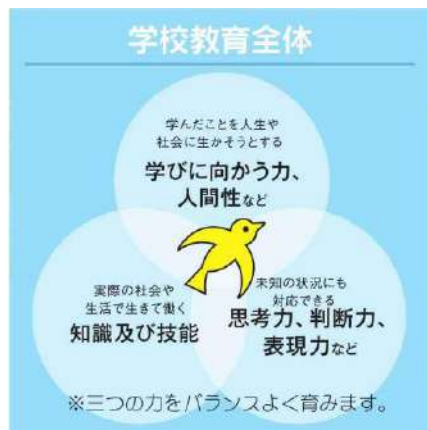 学校教育全体
学んだことを人生や
社会に生かそうとする
学びに向かう力、
人間性など
実際の社会や
生活で生きて働く
知識及び技能
未知の状況にも
対応できる
思考力、判断力、
表現力など
※三つの力をバランスよく育みます。